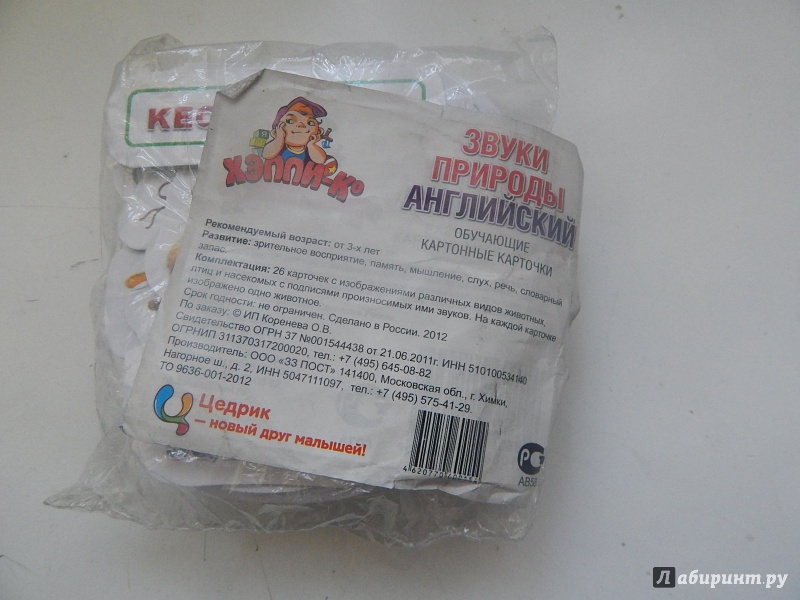 КЕС
ХЭППИ-Ко
ЗВУКИ
ПРИРОДЫ
АНГЛИЙСКИЙ
ОБУЧАЮЩИЕ
КАРТОННЫЕ КАРТОЧКИ
Рекомендуемый возраст: от 3-х лет
Развитие: зрительное восприятие, память, мышление, слух, речь, словарный
запас.
Комплектация: 26 карточек с изображениями различных видов животных,
птиц и насекомых с подписями произносимых ими звуков. На каждой карточке
изображено одно животное.
Срок годности: не ограничен. Сделано в России. 2012
По заказу: © ИП Коренева О.В.
Свидетельство ОГРН 37 №001544438 от 21.06.2011г. ИНН 510100534140
ОГРНИП 311370317200020, тел.: +7 (495) 645-08-82
Производитель: ООО «ЗЗ ПОСТ» 141400, Московская обл., г. Химки,
Нагорное ш., д. 2, ИНН 5047111097, тел.: +7 (495) 575-41-29.
ТО 9636-001-2012
Цедрик
— новый друг малышей!
Лабиринт.ру